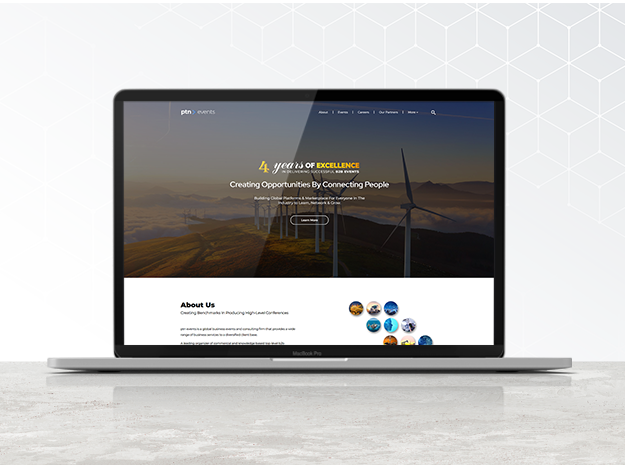 ptn events
About Events Careers Our Partners More
4 years OF EXCELLENCE
IN DELIVERING SUCCESSFUL B2B EVENTS
Creating Opportunities By Connecting People
Building Global Platforms & Marketplace For Everyone In The
Industry to Learn, Network & Grow
Learn More
About Us
Creating Benchmarks In Producing High-Level Conferences
ptn events is a global business events and consulting firm that provides a wide
range of business services to a diversified client base.
A leading organizer of commerce and knowledge-based top level b2b
MacBook Pro